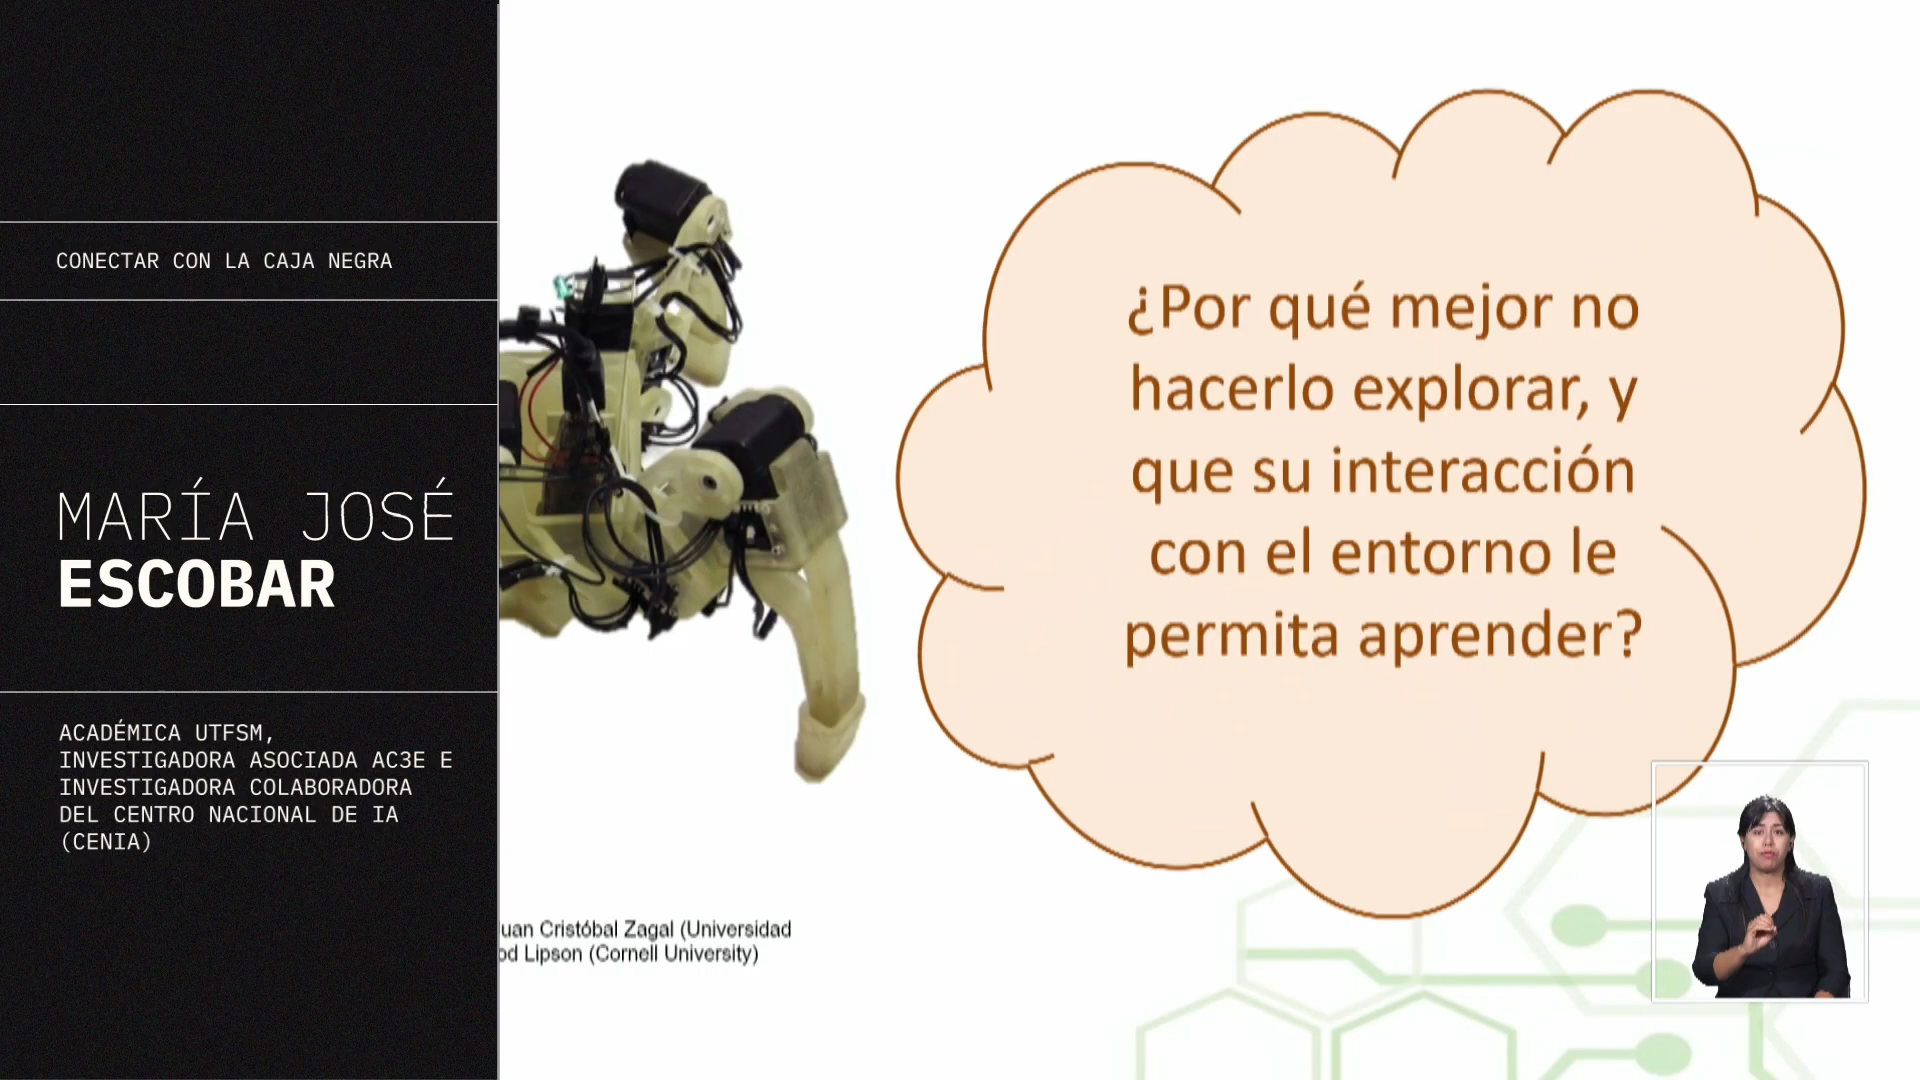 CONECTAR CON LA CAJA NEGRA
MARÍA JOSÉ
ESCOBAR
ACADÉMICA UTFSM,
INVESTIGADORA ASOCIADA AC3E E
INVESTIGADORA COLABORADORA
DEL CENTRO NACIONAL DE IA
(CENIA)
¿Por qué mejor no
hacerlo explorar, y
que su interacción
con el entorno le
permita aprender?
uan Cristóbal Zagal (Universidad
od Lipson (Cornell University)